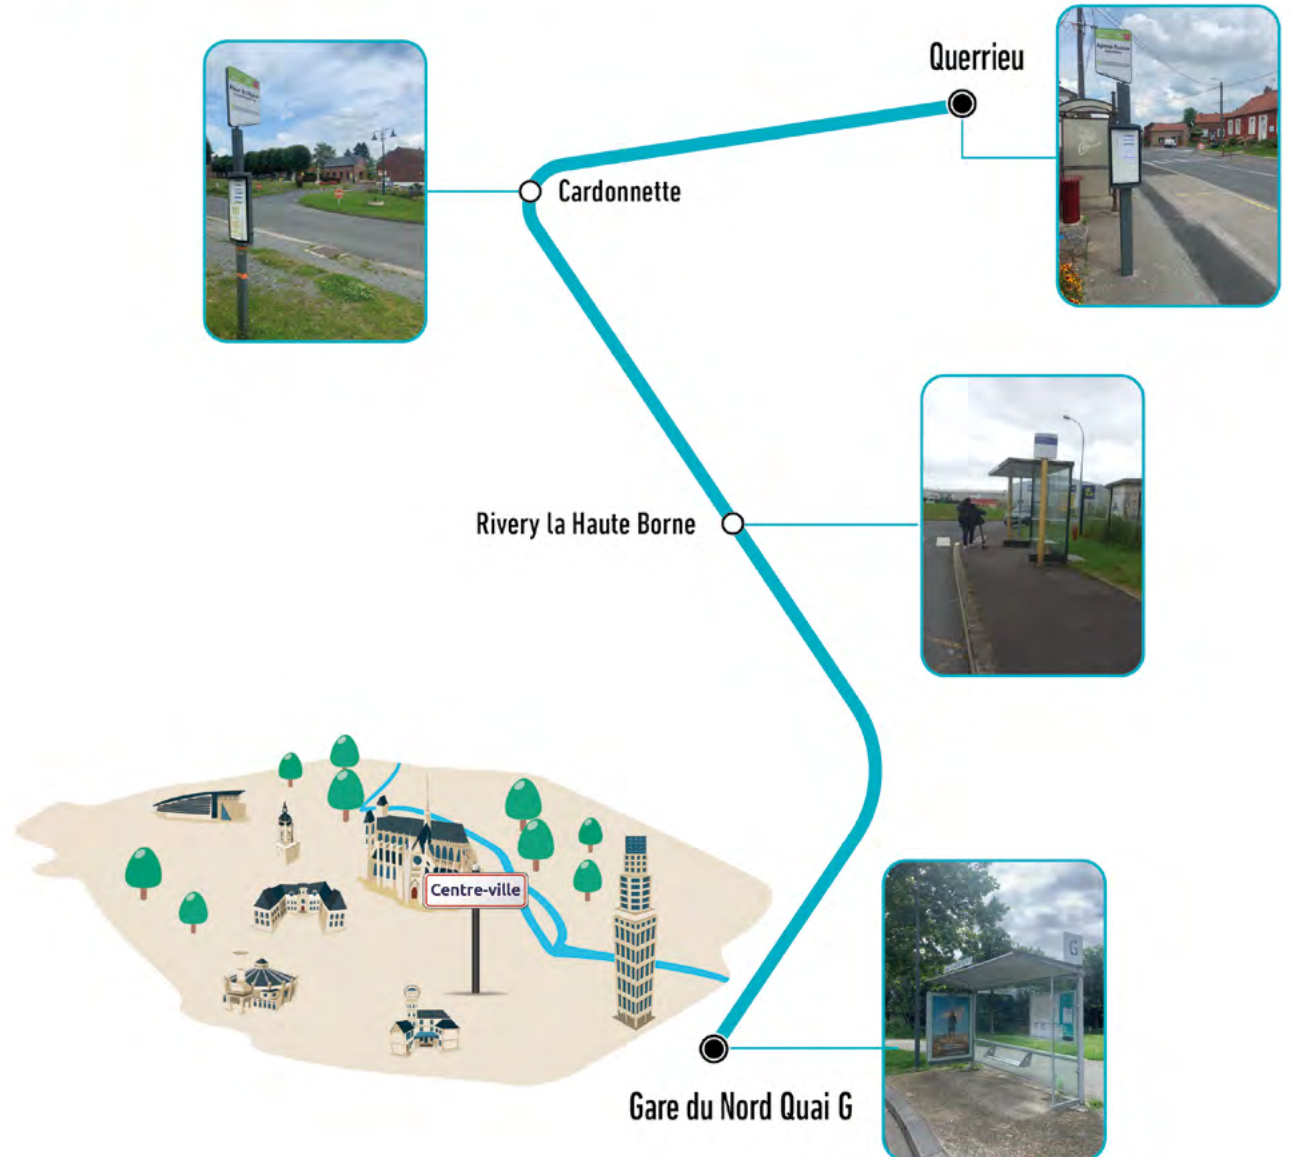 Querrieu
Cardonnette
Rivery la Haute Borne
Centre-ville
G
Gare du Nord Quai G